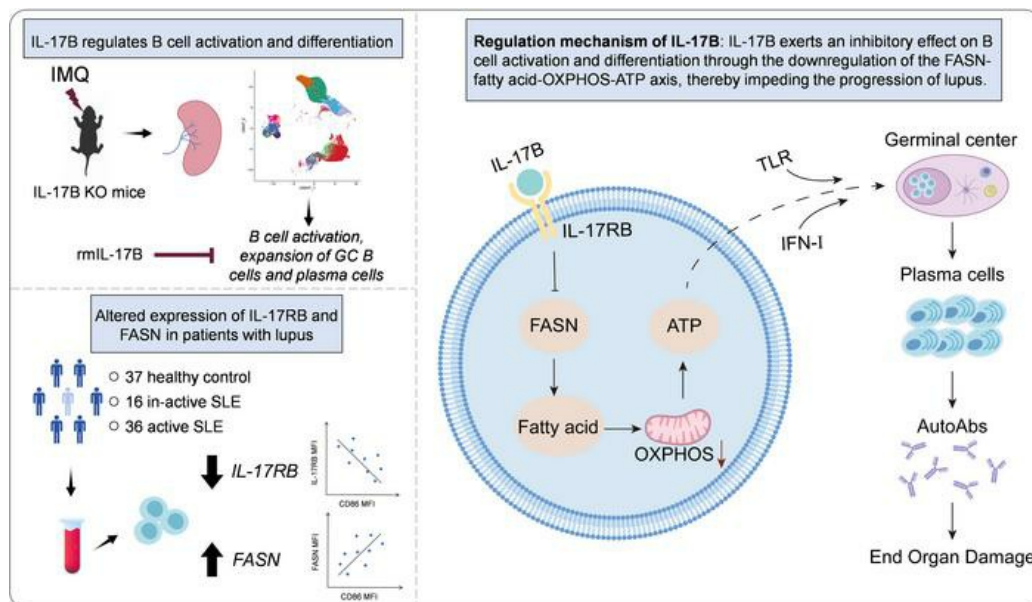 IL-17B regulates B cell activation and differentiation
IMQ
IL-17B KO mice
rmIL-17B
B cell activation,
expansion of GC B
cells and plasma cells
Altered expression of IL-17RB and
FASN in patients with lupus
37 healthy control
16 in-active SLE
36 active SLE
IL-17RB
FASN
IL-17RB MFI
CD86 MFI
FASN MFI
CD86 MFI
Regulation mechanism of IL-17B: IL-17B exerts an inhibitory effect on B
cell activation and differentiation through the downregulation of the FASN-
fatty acid-OXPHOS-ATP axis, thereby impeding the progression of lupus.
IL-17B
IL-17RB
FASN
ATP
Fatty acid
OXPHOS
TLR
IFN-I
Germinal center
Plasma cells
AutoAbs
End Organ Damage